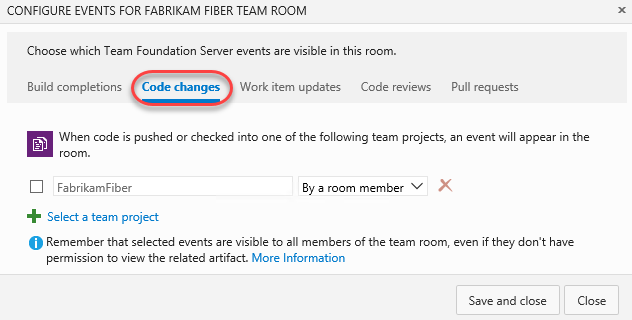 CONFIGURE EVENTS FOR FABRIKAM FIBER TEAM ROOM
Choose which Team Foundation Server events are visible in this room.
Build completions Code changes Work item updates Code reviews Pull requests
When code is pushed or checked into one of the following team projects, an event will appear in the
room.
FabrikamFiber By a room member
Select a team project
Remember that selected events are visible to all members of the team room, even if they don't have
permission to view the related artifact. More Information
Save and close Close